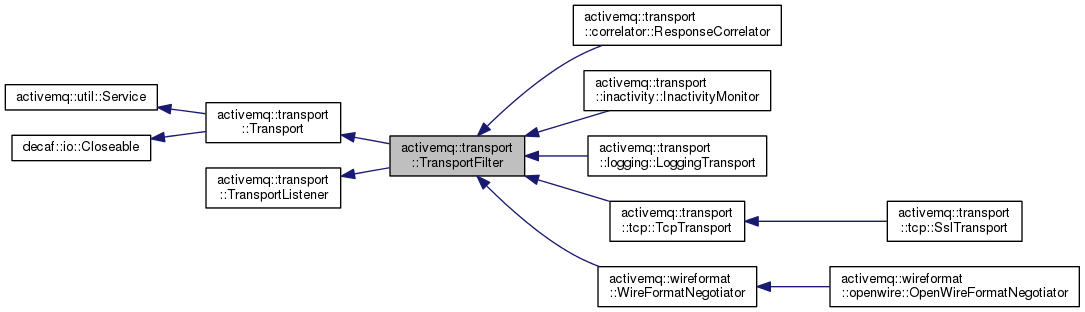 activemq::util::Service
decaf::io::Closeable
activemq::transport
::Transport
activemq::transport
::TransportListener
activemq::transport
::TransportFilter
activemq::transport
::correlator::ResponseCorrelator
activemq::transport
::inactivity::InactivityMonitor
activemq::transport
::logging::LoggingTransport
activemq::transport
::tcp::TcpTransport
activemq::wireformat
::WireFormatNegotiator
activemq::transport
::tcp::SslTransport
activemq::wireformat
::openwire::OpenWireFormatNegotiator